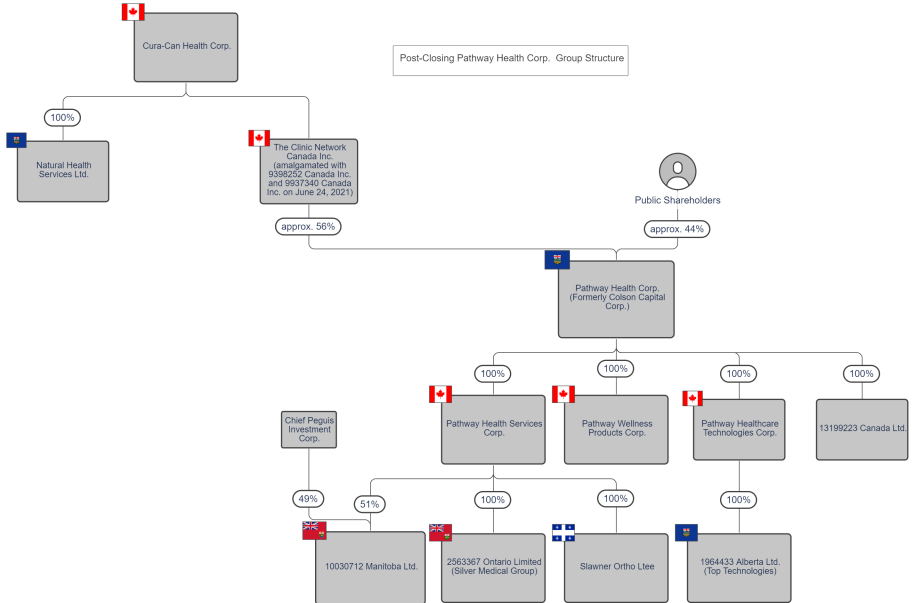 Cura-Can Health Corp.
Post-Closing Pathway Health Corp.  Group Structure
100%
Natural Health
Services Ltd.
The Clinic Network
Canada Inc.
(amalgamated with
9398252 Canada Inc.
and 9937340 Canada
Inc. on June 24, 2021)
Public Shareholders
approx. 56%
approx. 44%
Pathway Health Corp.
(Formerly Colson Capital
Corp.)
100%
100%
100%
100%
Chief Peguis
Investment
Corp.
Pathway Health Services
Corp.
Pathway Wellness
Products Corp.
Pathway Healthcare
Technologies Corp.
13199223 Canada Ltd.
49%
51%
100%
100%
100%
10030712 Manitoba Ltd.
2563367 Ontario Limited
(Silver Medical Group)
Slawner Ortho Ltee
1964433 Alberta Ltd.
(Top Technologies)